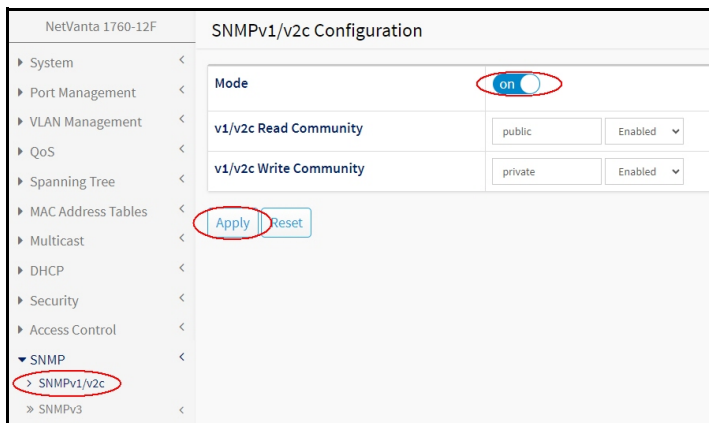 NetVanta 1760-12F
System
Port Management
VLAN Management
QoS
Spanning Tree
MAC Address Tables
Multicast
DHCP
Security
Access Control
SNMP
SNMPv1/v2c
SNMPv3
SNMPv1/v2c Configuration
Mode on
v1/v2c Read Community public Enabled
v1/v2c Write Community private Enabled
Apply Reset